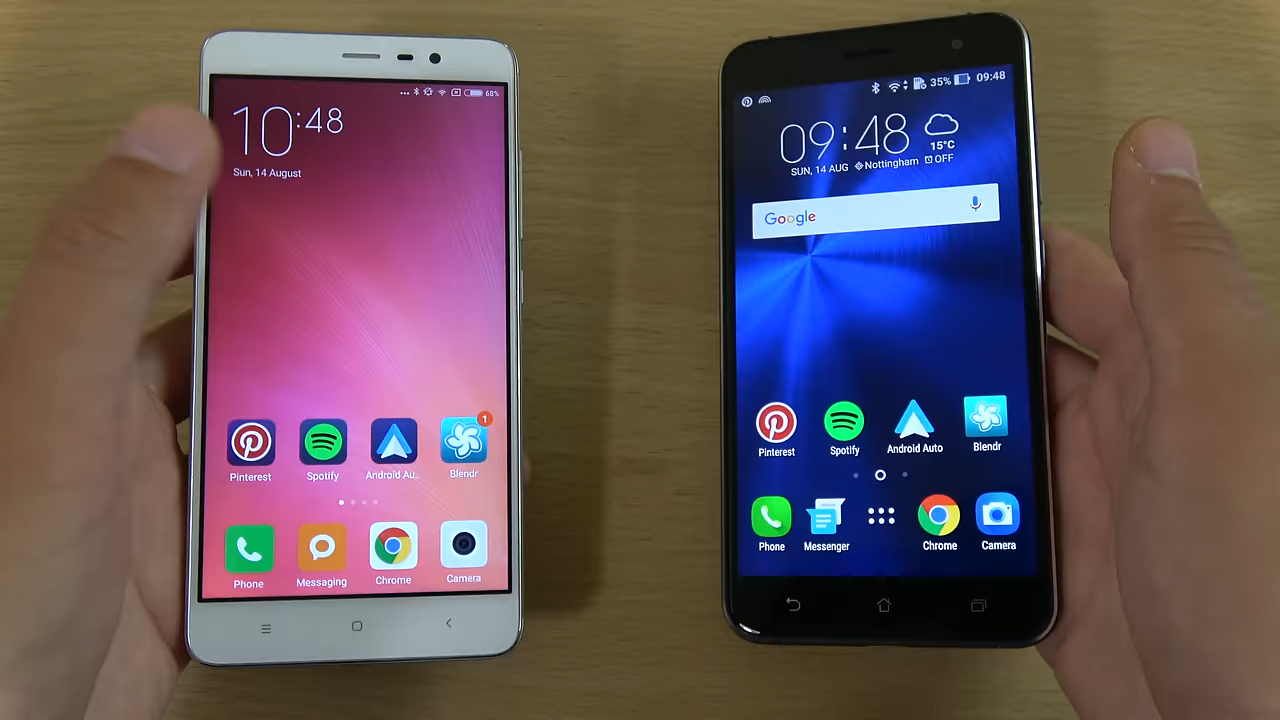 68%
10:48
Sun, 14 August
Pinterest
Spotify
Android Au...
Blendr
1
Phone
Messaging
Chrome
Camera
35%
09:48
09:48
15°C
SUN, 14 AUG
Nottingham
OFF
Google
Pinterest
Spotify
Android Auto
Blendr
Phone
Messenger
Chrome
Camera